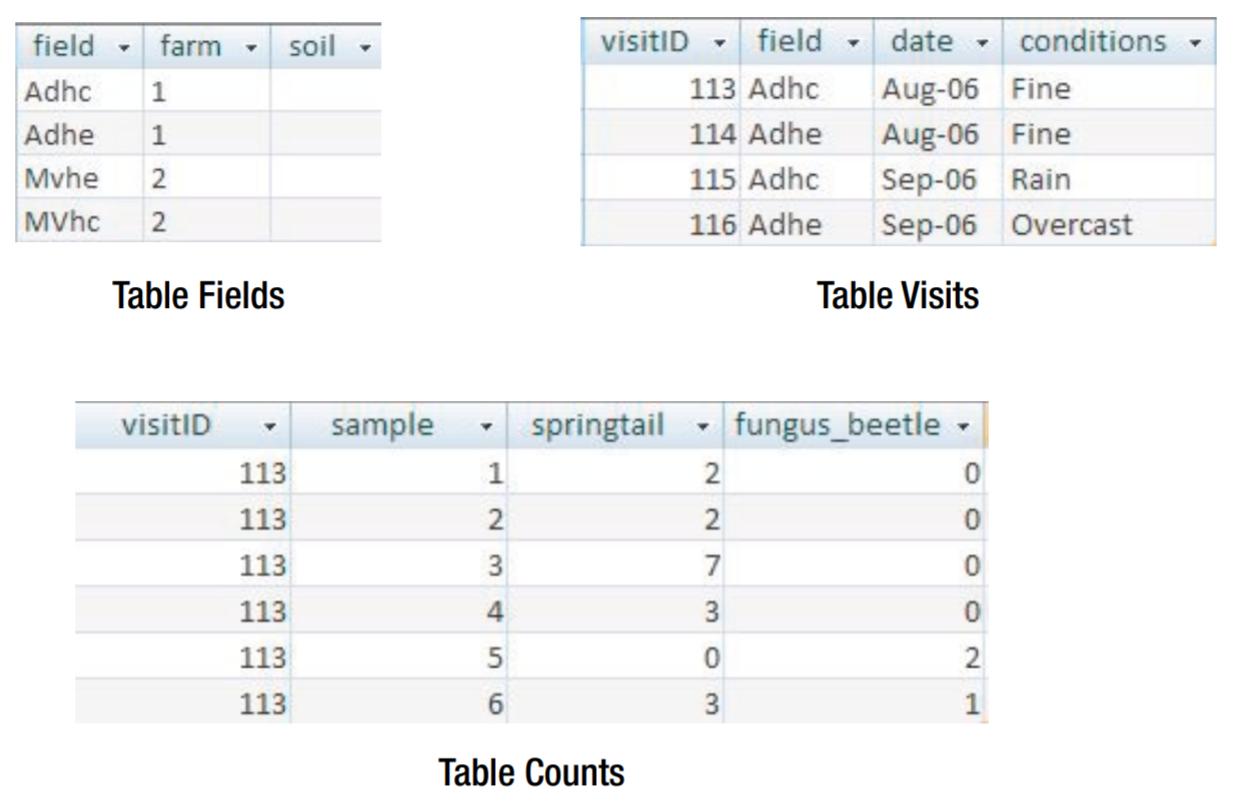 field farm soil
Adhc 1
Adhe 1
Mvhe 2
MVhc 2
Table Fields
visitID field date conditions
113 Adhc Aug-06 Fine
114 Adhe Aug-06 Fine
115 Adhc Sep-06 Rain
116 Adhe Sep-06 Overcast
Table Visits
visitID sample springtail fungus_beetle
113 1 2 0
113 2 2 0
113 3 7 0
113 4 3 0
113 5 0 2
113 6 3 1
Table Counts